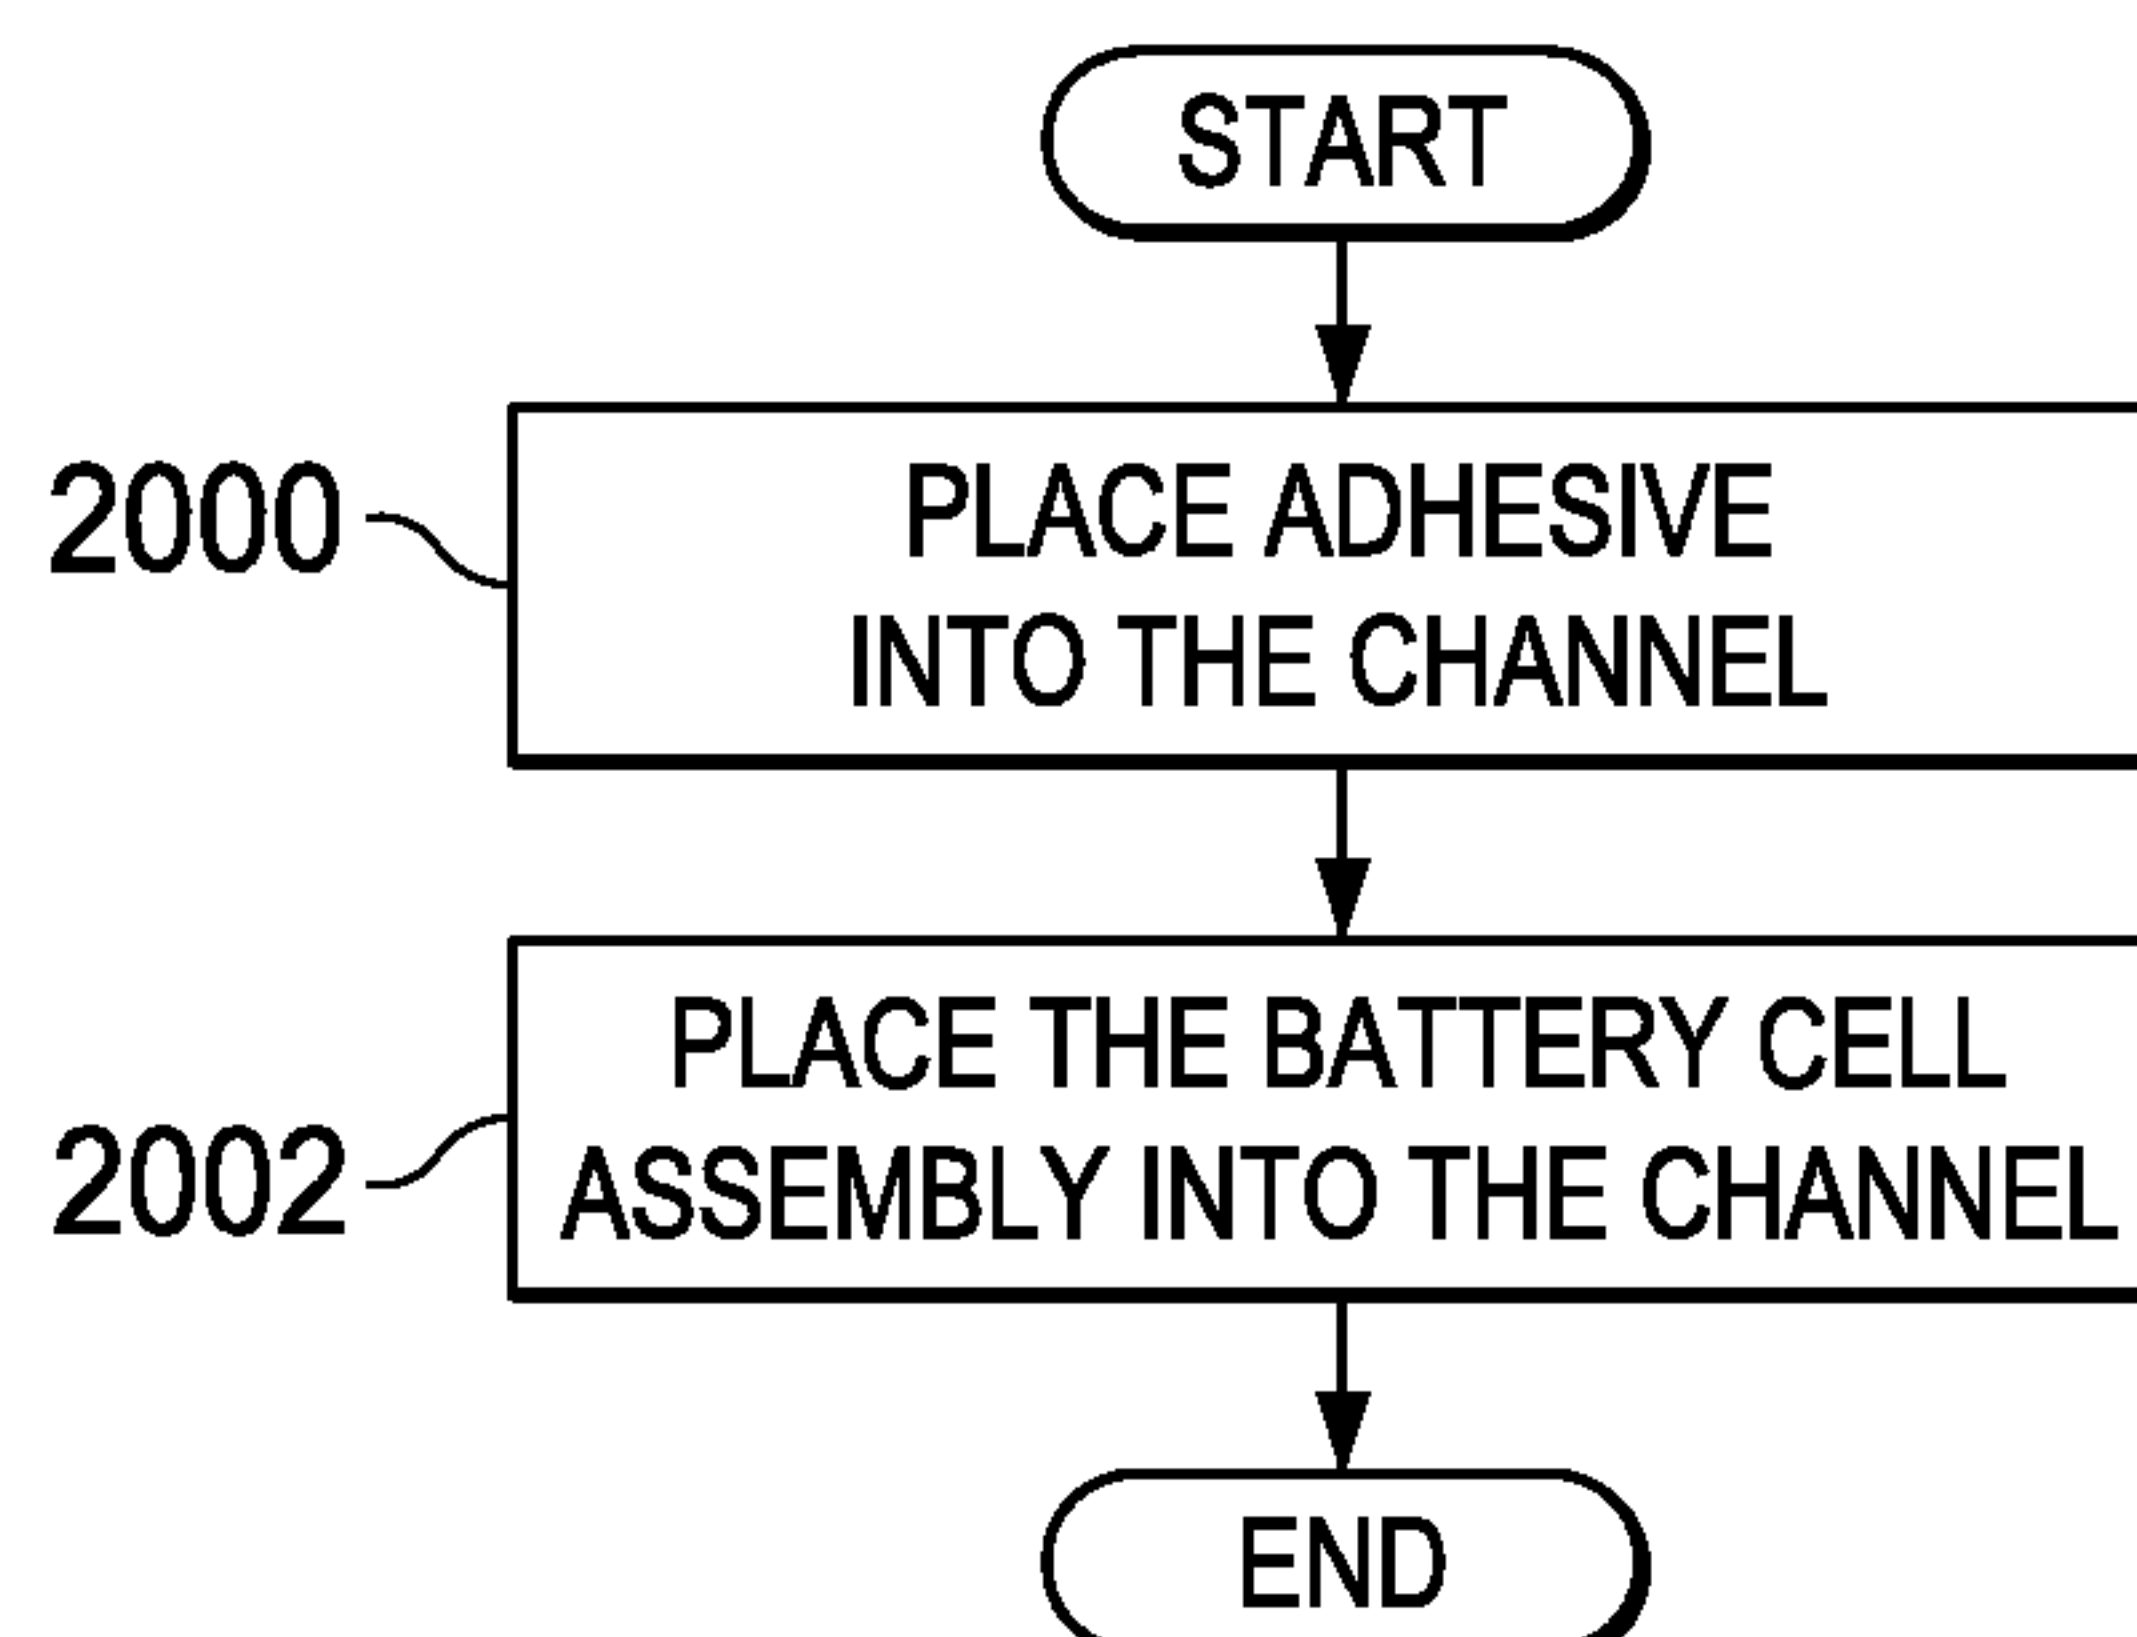 START
2000
PLACE ADHESIVE
INTO THE CHANNEL
2002
PLACE THE BATTERY CELL
ASSEMBLY INTO THE CHANNEL
END